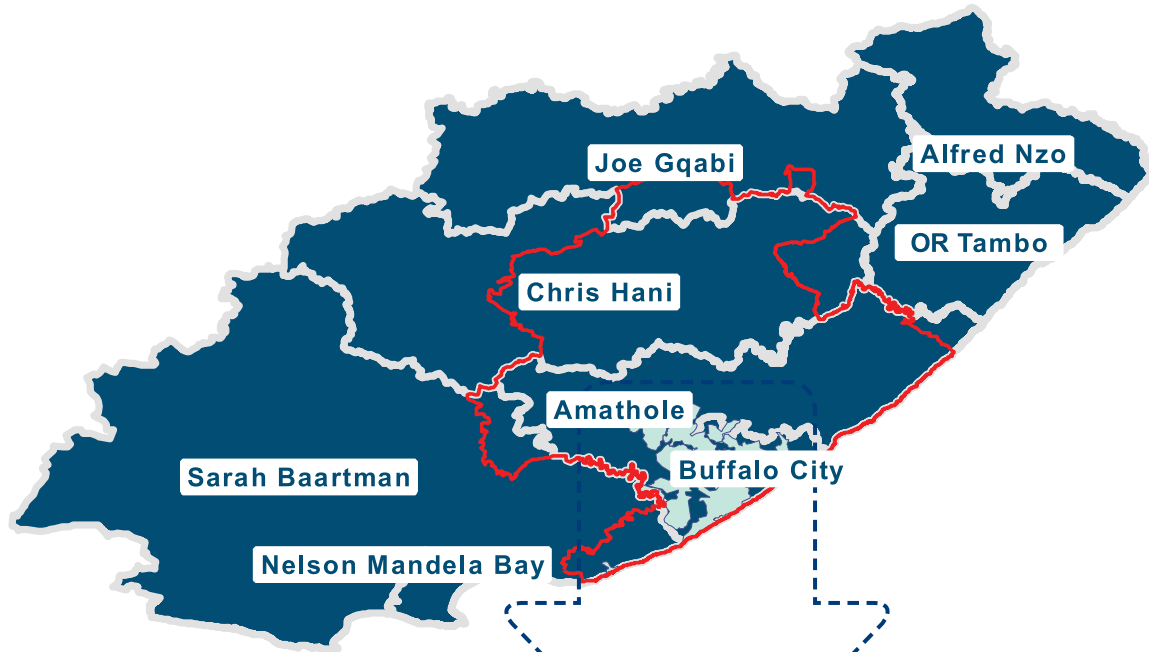 Joe Gqabi
Alfred Nzo
OR Tambo
Chris Hani
Amathole
Buffalo City
Sarah Baartman
Nelson Mandela Bay